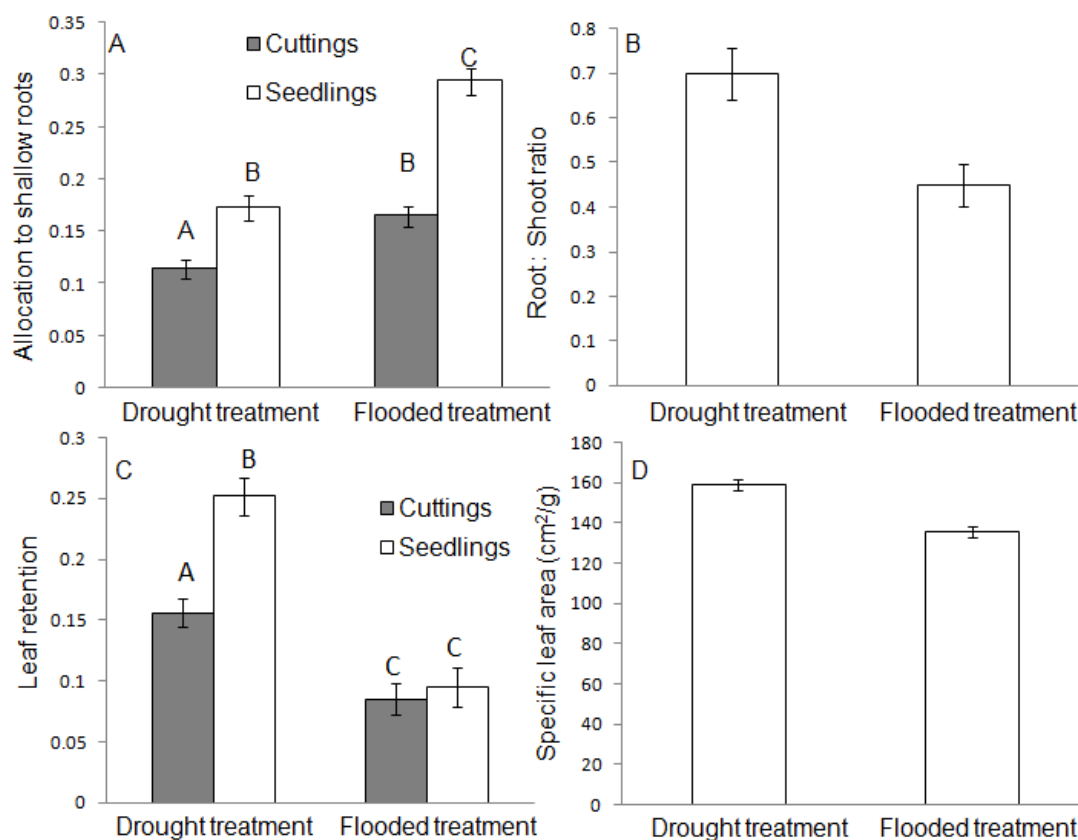 A
Allocation to shallow roots
0.35
0.3
0.25
0.2
0.15
0.1
0.05
0
Cuttings
Seedlings
A
B
B
C
Drought treatment
Flooded treatment
B
Root: Shoot ratio
0.8
0.7
0.6
0.5
0.4
0.3
0.2
0.1
0
Drought treatment
Flooded treatment
C
Leaf retention
0.3
0.25
0.2
0.15
0.1
0.05
0
Cuttings
Seedlings
A
B
C
C
Drought treatment
Flooded treatment
D
Specific leaf area (cm²/g)
180
160
140
120
100
80
60
40
20
0
Drought treatment
Flooded treatment